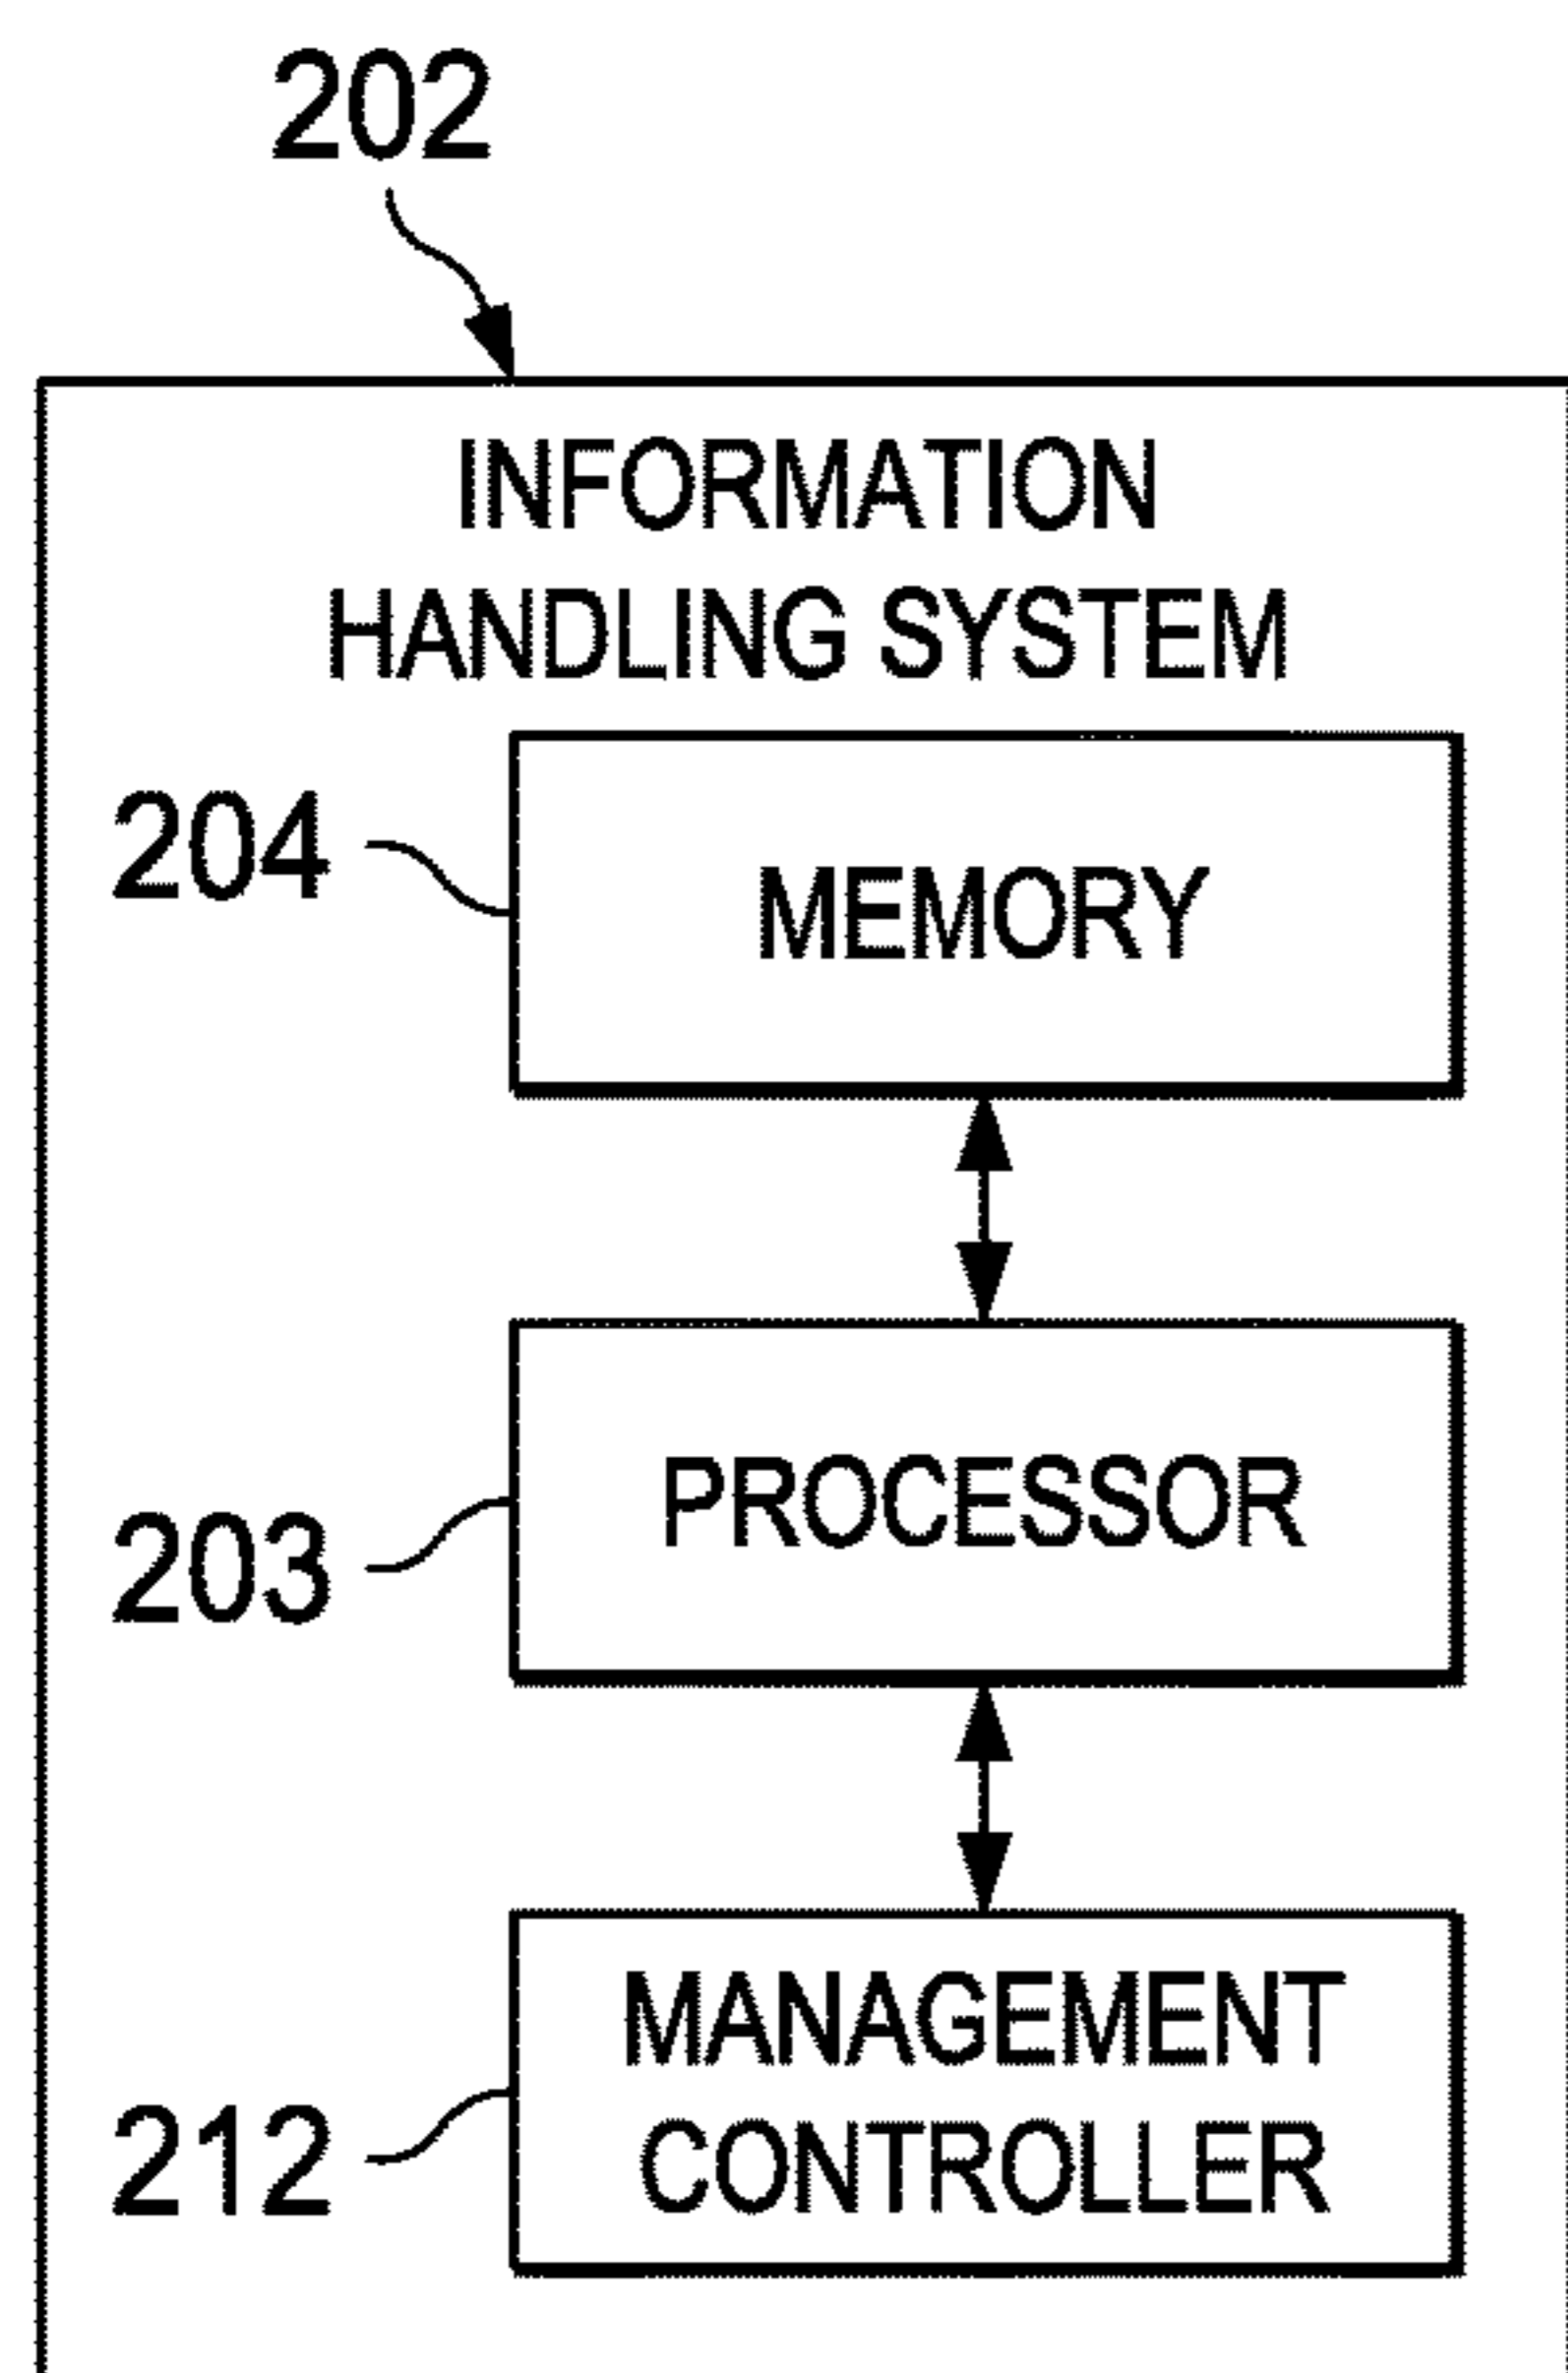 202
INFORMATION
HANDLING SYSTEM
204
MEMORY
PROCESSOR
203
MANAGEMENT
CONTROLLER
212